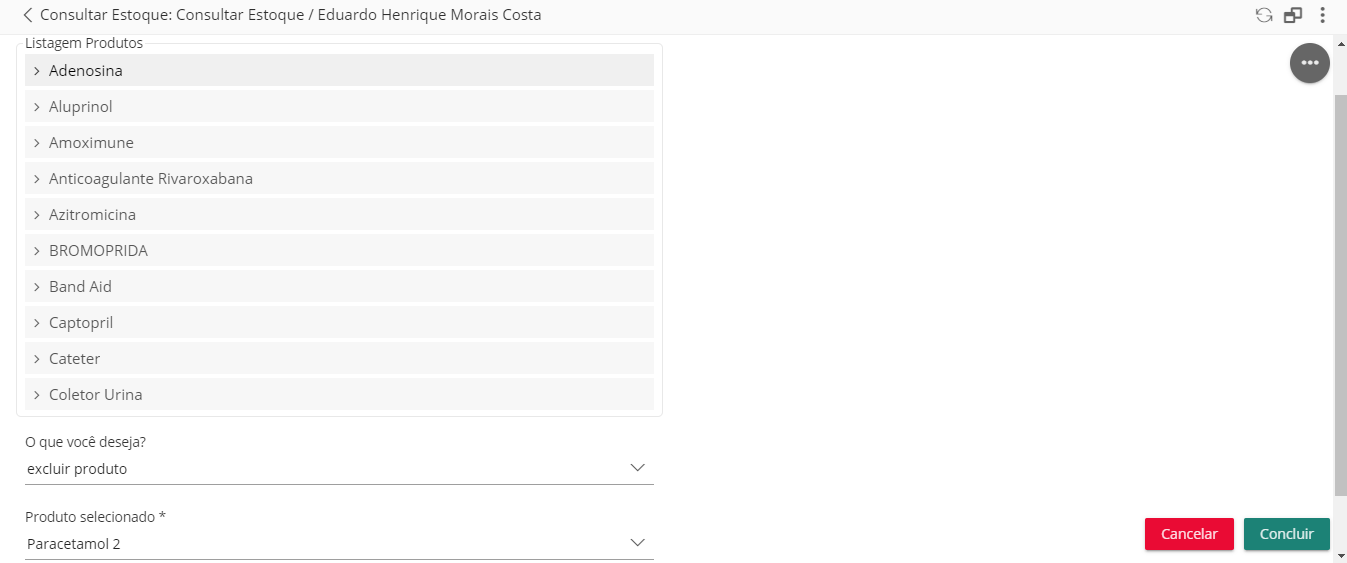 Consultar Estoque: Consultar Estoque / Eduardo Henrique Morais Costa
Listagem Produtos
Adenosina
Aluprinol
Amoximune
Anticoagulante Rivaroxabana
Azitromicina
BROMOPRIDA
Band Aid
Captopril
Cateter
Coletor Urina
O que você deseja?
excluir produto
Produto selecionado *
Paracetamol 2
Cancelar
Concluir